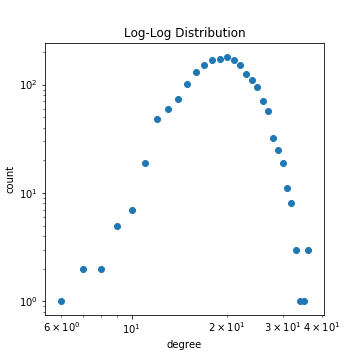 Log-Log Distribution
count
10²
10¹
10⁰
6 × 10⁰
10¹
2 × 10¹
3 × 10¹
4 × 10¹
degree